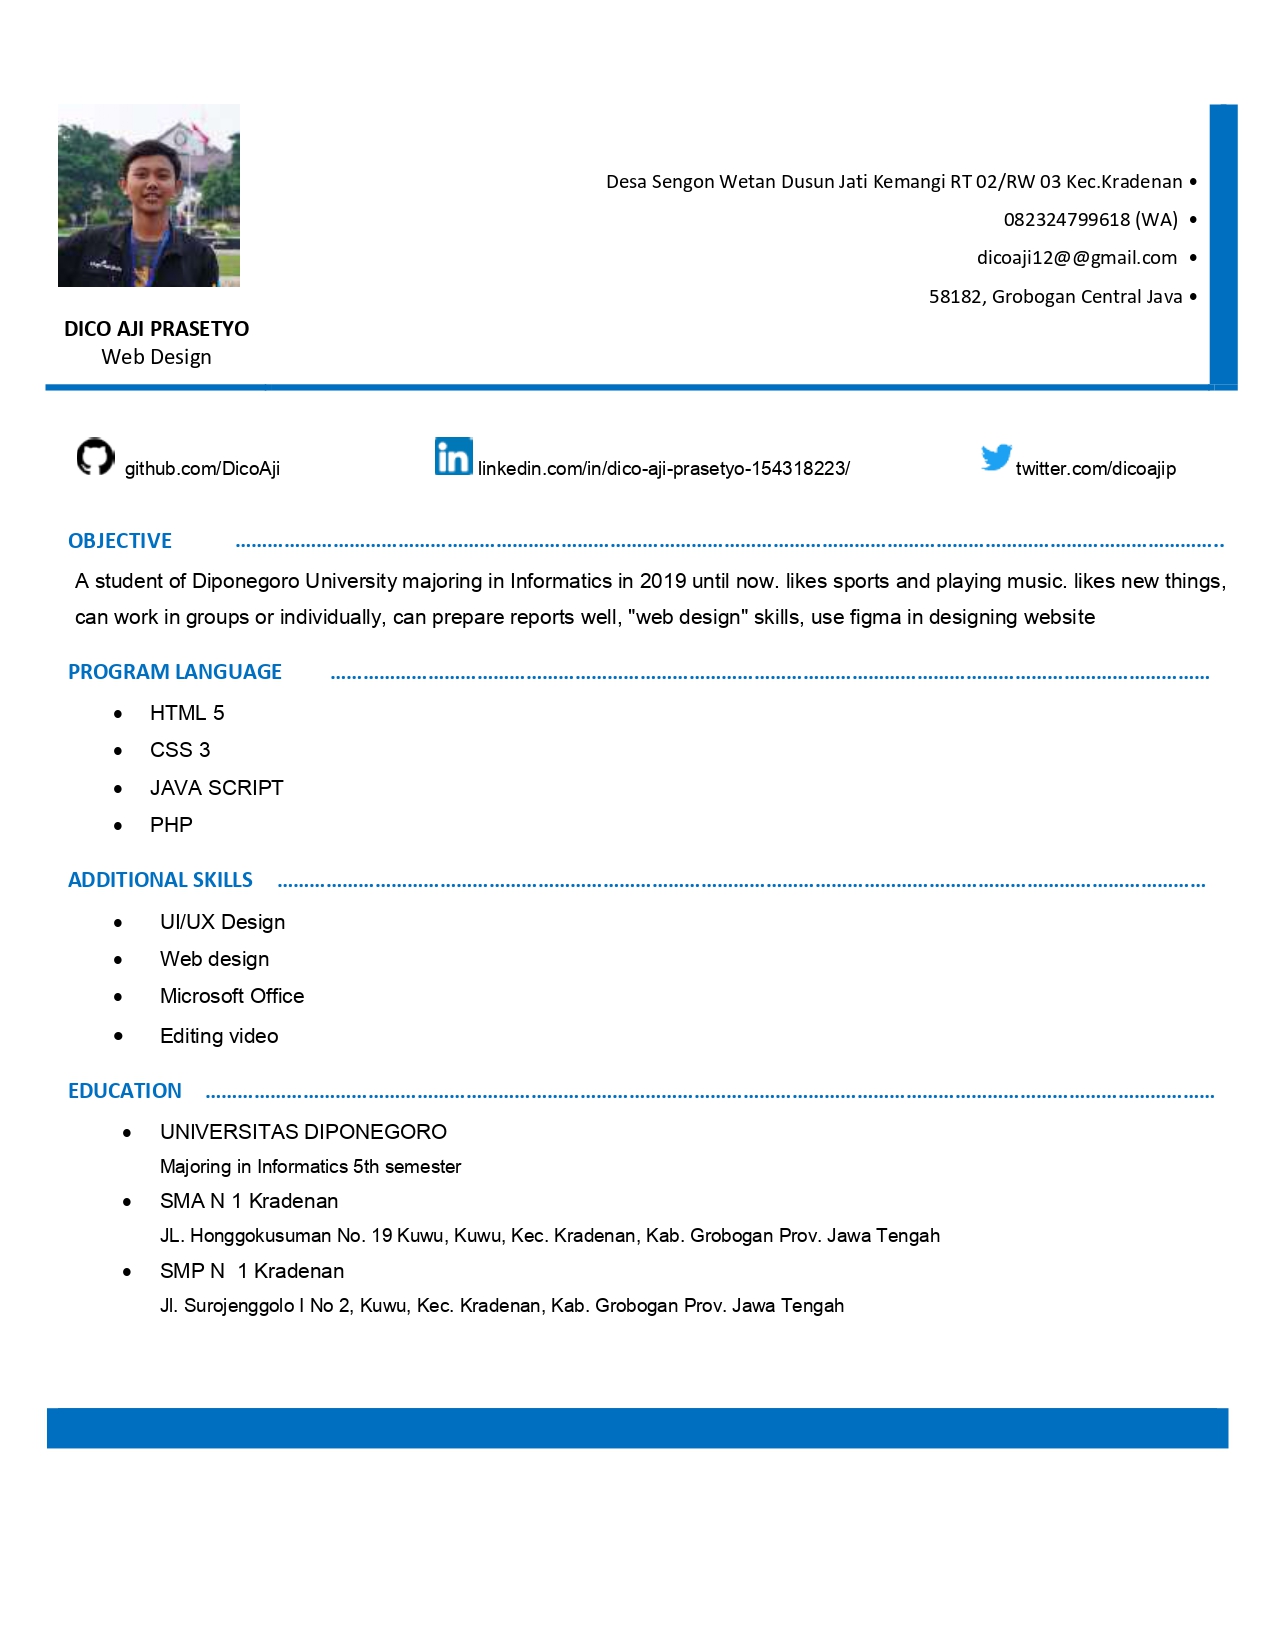 Desa Sengon Wetan Dusun Jati Kemangi RT 02/RW 03 Kec.Kradenan •
082324799618 (WA) •
dicoaji12@@gmail.com •
58182, Grobogan Central Java •
DICO AJI PRASETYO
Web Design
github.com/DicoAji
linkedin.com/in/dico-aji-prasetyo-154318223/
twitter.com/dicoajip
OBJECTIVE
A student of Diponegoro University majoring in Informatics in 2019 until now. likes sports and playing music. likes new things,
can work in groups or individually, can prepare reports well, "web design" skills, use figma in designing website
PROGRAM LANGUAGE
• HTML 5
• CSS 3
• JAVA SCRIPT
• PHP
ADDITIONAL SKILLS
• UI/UX Design
• Web design
• Microsoft Office
• Editing video
EDUCATION
• UNIVERSITAS DIPONEGORO
Majoring in Informatics 5th semester
• SMA N 1 Kradenan
JL. Honggokusuman No. 19 Kuwu, Kuwu, Kec. Kradenan, Kab. Grobogan Prov. Jawa Tengah
• SMP N  1 Kradenan
Jl. Surojenggolo I No 2, Kuwu, Kec. Kradenan, Kab. Grobogan Prov. Jawa Tengah